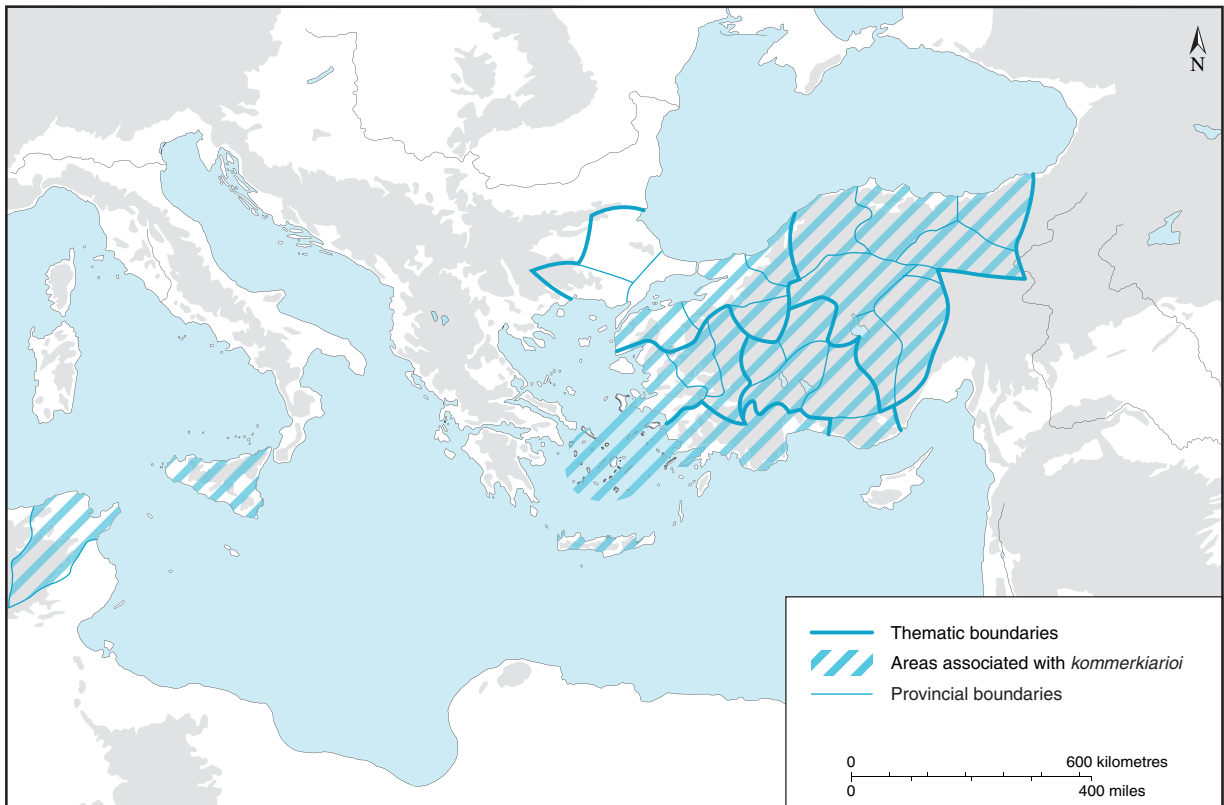 N
Thematic boundaries
Areas associated with kommerkiarioi
Provincial boundaries
0 600 kilometres
0 400 miles